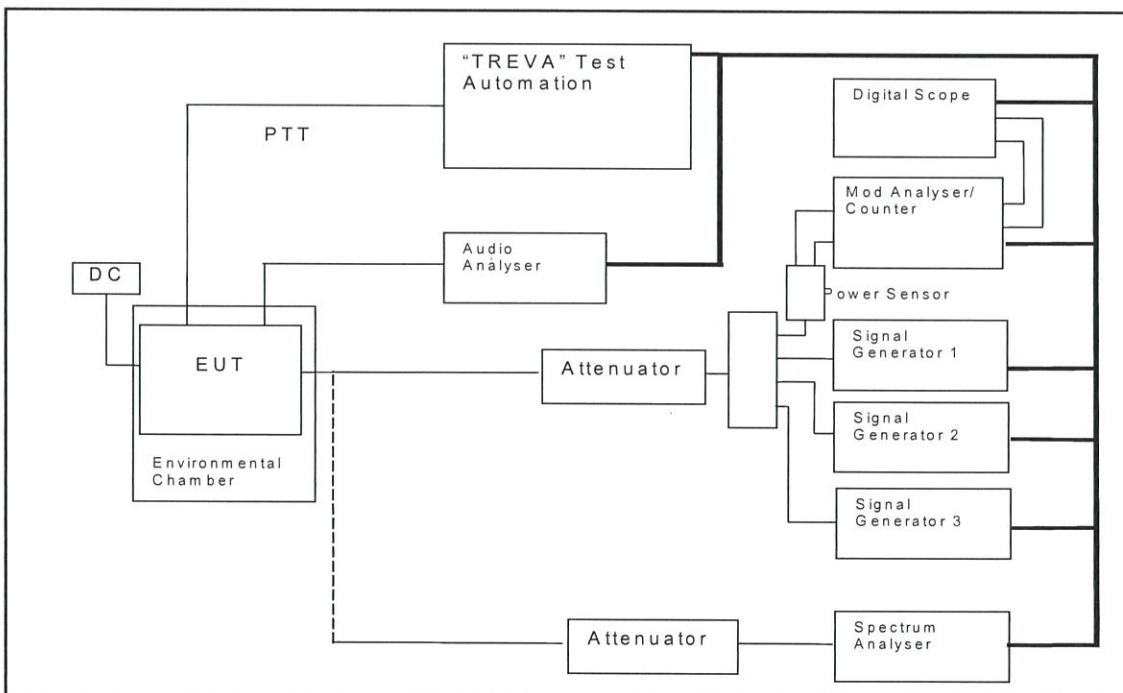 "TREVA" Test
Automation
PTT
Digital Scope
Mod Analyser/
Counter
Audio
Analyser
DC
Power Sensor
EUT
Attenuator
Signal
Generator 1
Signal
Generator 2
Environmental
Chamber
Signal
Generator 3
Attenuator
Spectrum
Analyser